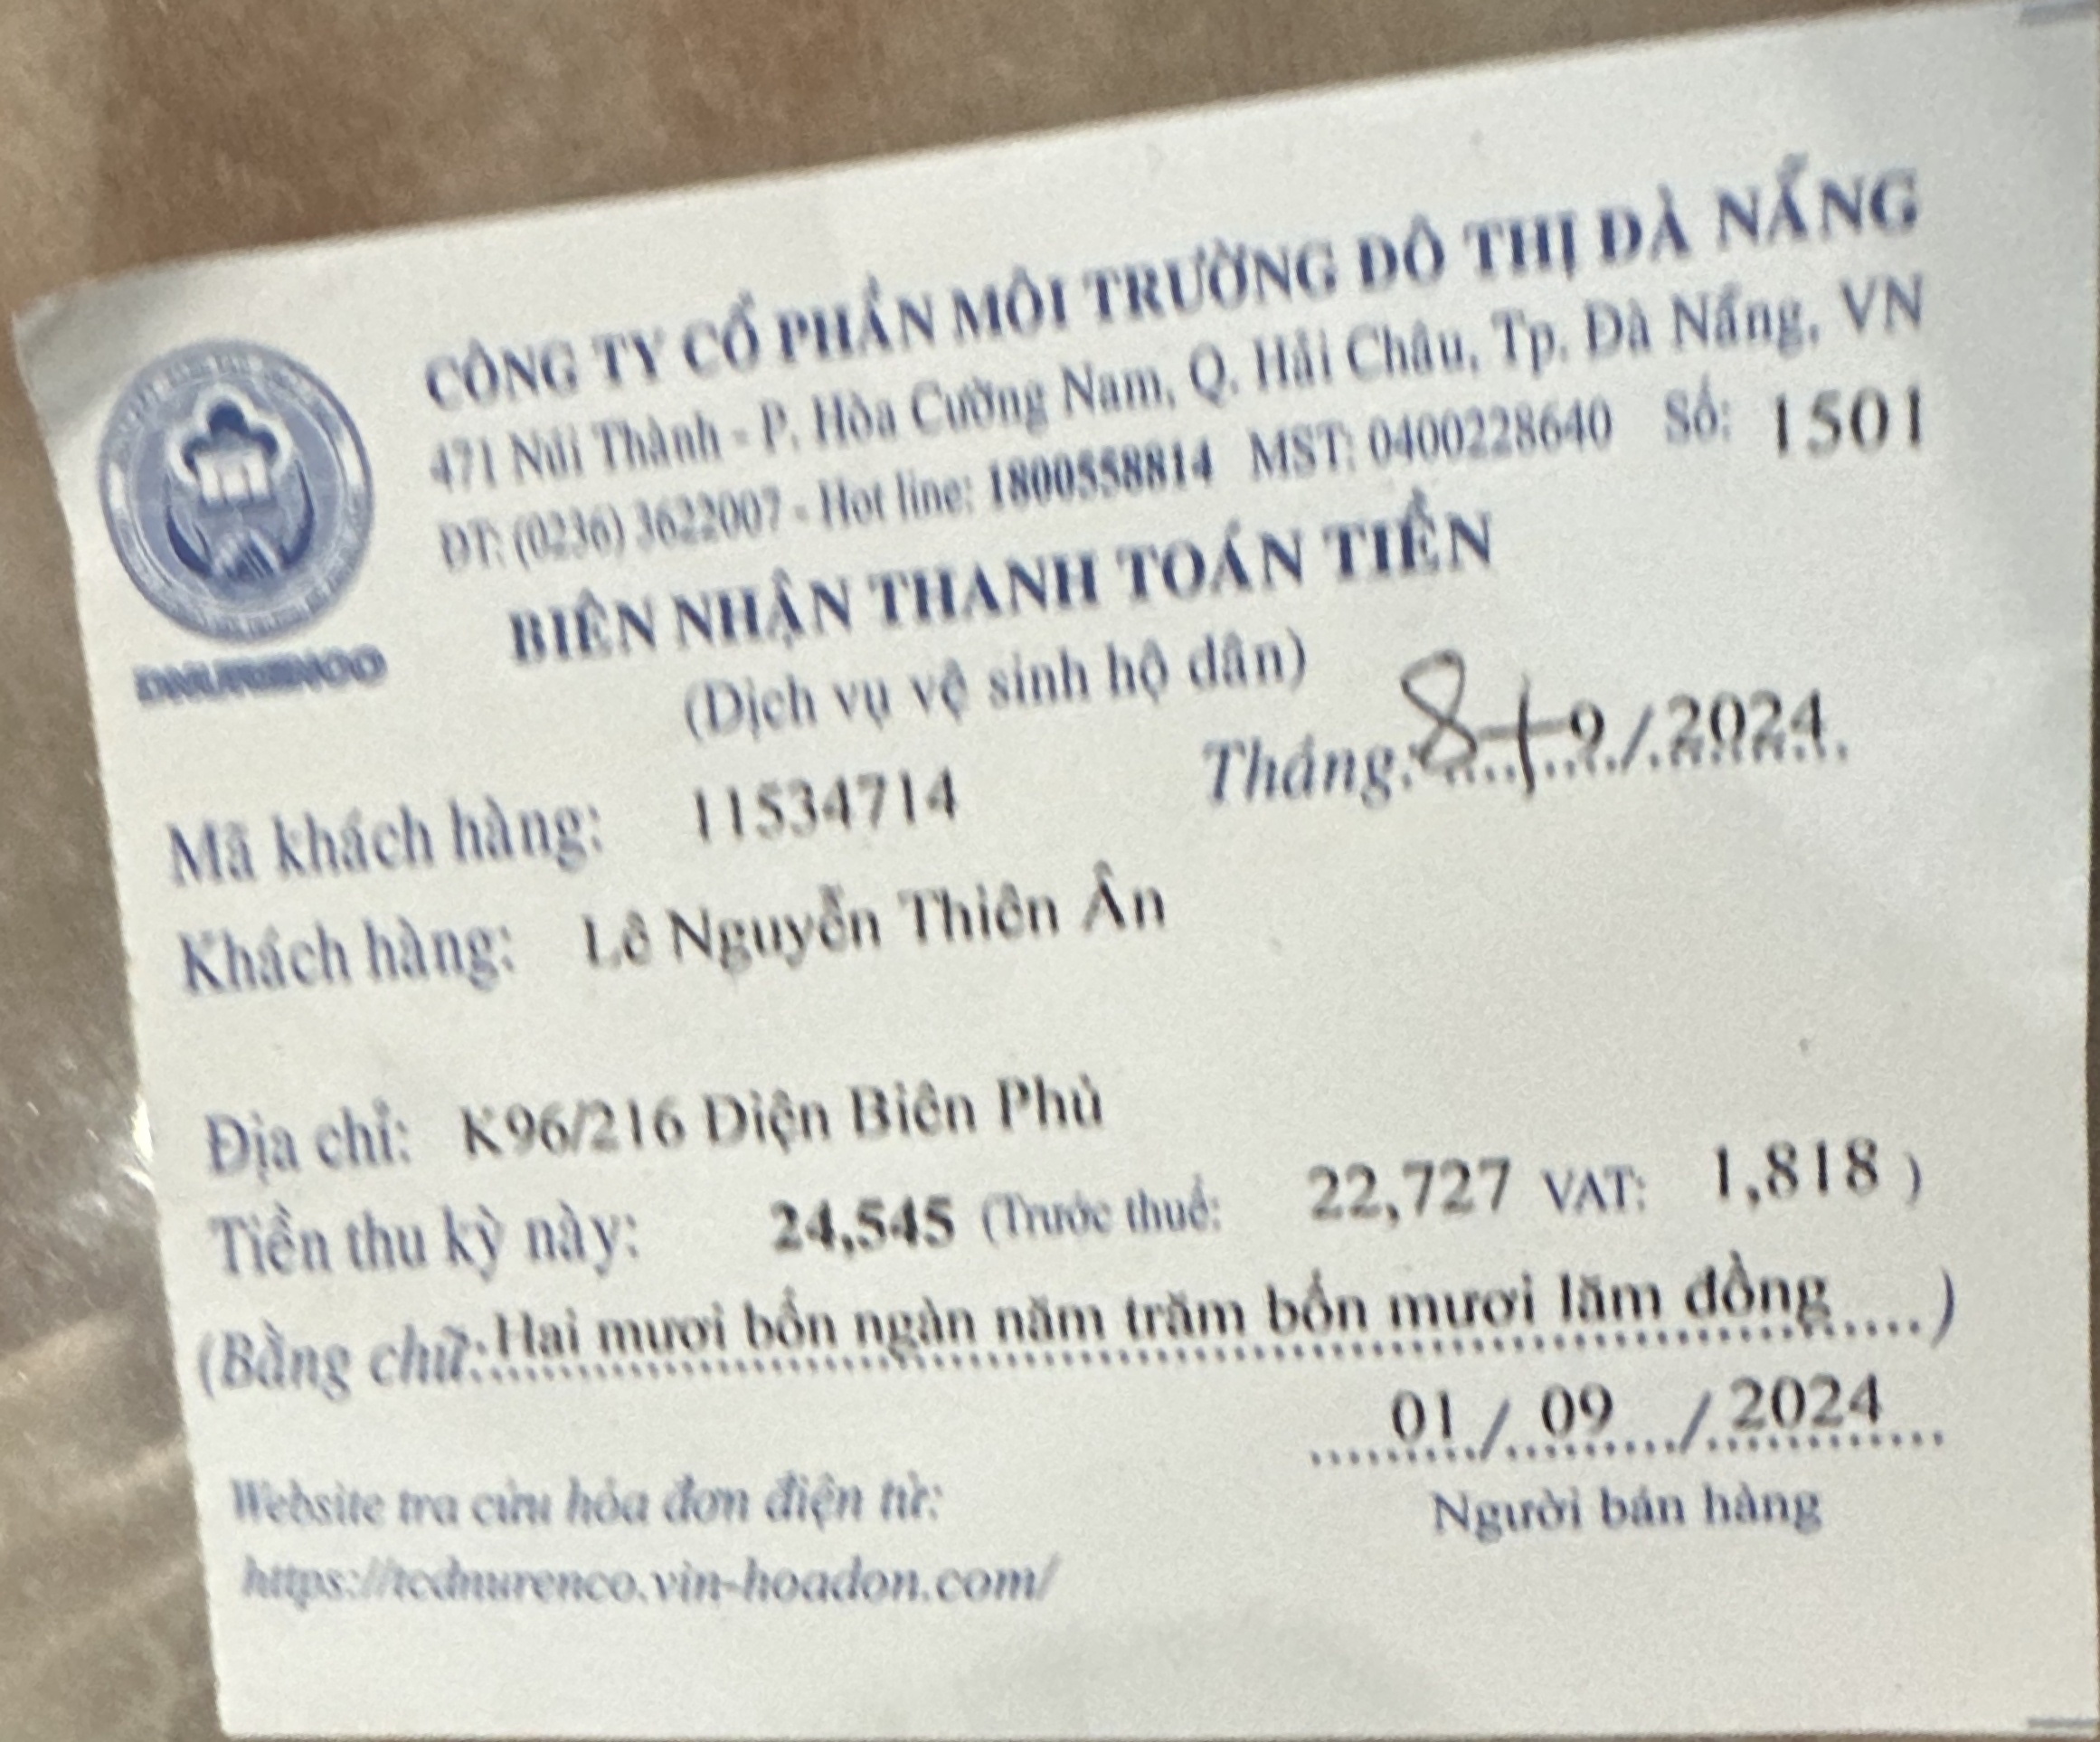 CÔNG TY CỔ PHẦN MÔI TRƯỜNG ĐÔ THỊ ĐÀ NẴNG
471 Núi Thành - P. Hòa Cường Nam, Q. Hải Châu, Tp. Đà Nẵng, VN
ĐT: (0236) 3622007 - Hot line: 1800558814 MST: 0400228640 Số: 1501
BIÊN NHẬN THANH TOÁN TIỀN
(Dịch vụ vệ sinh hộ dân)
Tháng: 8+9/2024
Mã khách hàng: 11534714
Khách hàng: Lê Nguyễn Thiên Ân
Địa chỉ: K96/216 Điện Biên Phủ
Tiền thu kỳ này: 24,545 (Trước thuế: 22,727 VAT: 1,818 )
(Bằng chữ: Hai mươi bốn ngàn năm trăm bốn mươi lăm đồng ....)
01 / 09 / 2024
Người bán hàng
Website tra cứu hóa đơn điện tử:
https://tcdnurenco.vin-hoadon.com/
DNURENCO